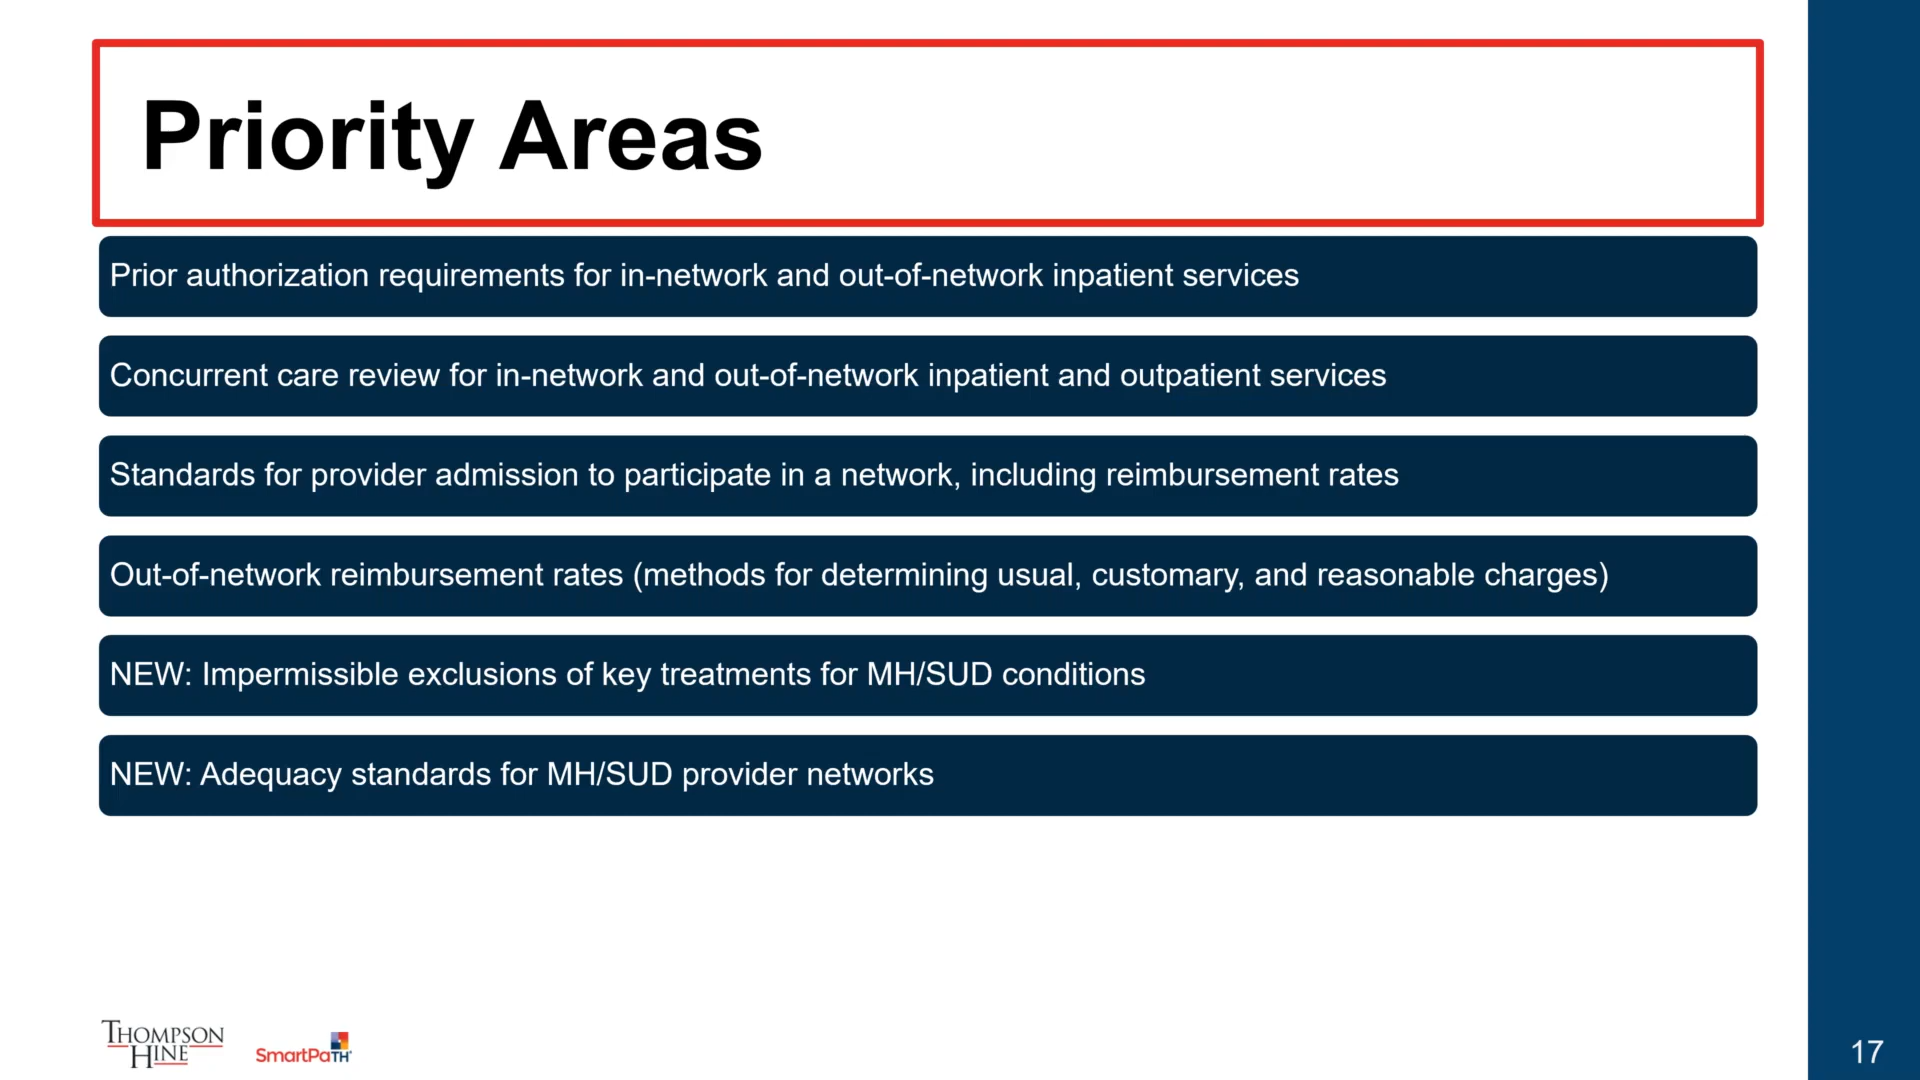 Priority Areas
Prior authorization requirements for in-network and out-of-network inpatient services
Concurrent care review for in-network and out-of-network inpatient and outpatient services
Standards for provider admission to participate in a network, including reimbursement rates
Out-of-network reimbursement rates (methods for determining usual, customary, and reasonable charges)
NEW: Impermissible exclusions of key treatments for MH/SUD conditions
NEW: Adequacy standards for MH/SUD provider networks
THOMPSON
HINE
SmartPaTH
17